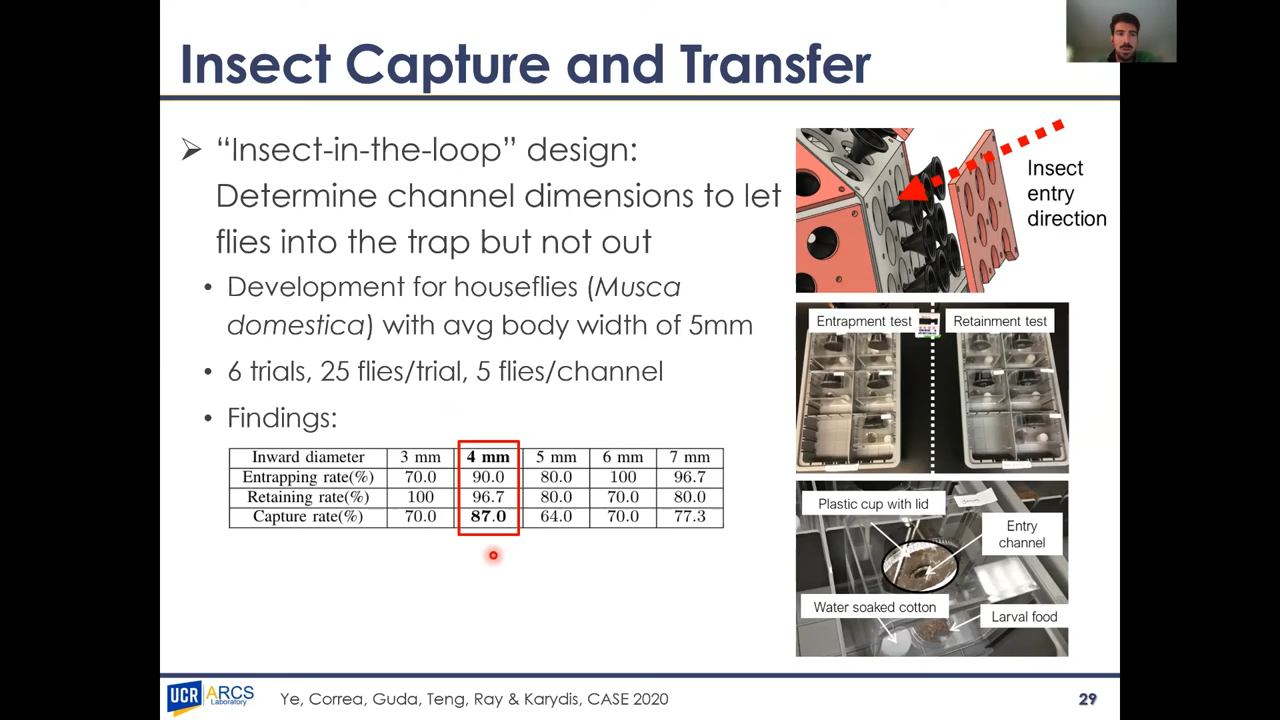 Insect Capture and Transfer
➢ “Insect-in-the-loop” design:
Determine channel dimensions to let
flies into the trap but not out
• Development for houseflies (Musca
domestica) with avg body width of 5mm
• 6 trials, 25 flies/trial, 5 flies/channel
• Findings:
Inward diameter 3 mm 4 mm 5 mm 6 mm 7 mm
Entrapping rate(%) 70.0 90.0 80.0 100 96.7
Retaining rate(%) 100 96.7 80.0 70.0 80.0
Capture rate(%) 70.0 87.0 64.0 70.0 77.3
Insect
entry
direction
Entrapment test
Retainment test
Plastic cup with lid
Entry
channel
Water soaked cotton
Larval food
UCR ARCS
Laboratory
Ye, Correa, Guda, Teng, Ray & Karydis, CASE 2020
29